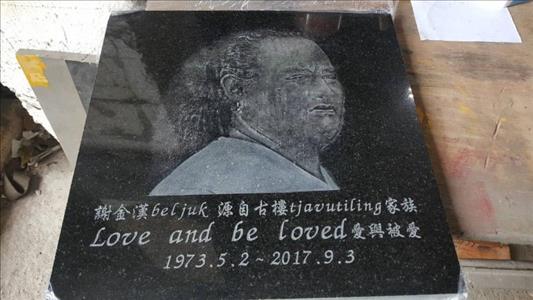 謝金漢beljuk 源自古樓tjavutiling家族
Love and be loved愛與被愛
1973.5.2~2017.9.3